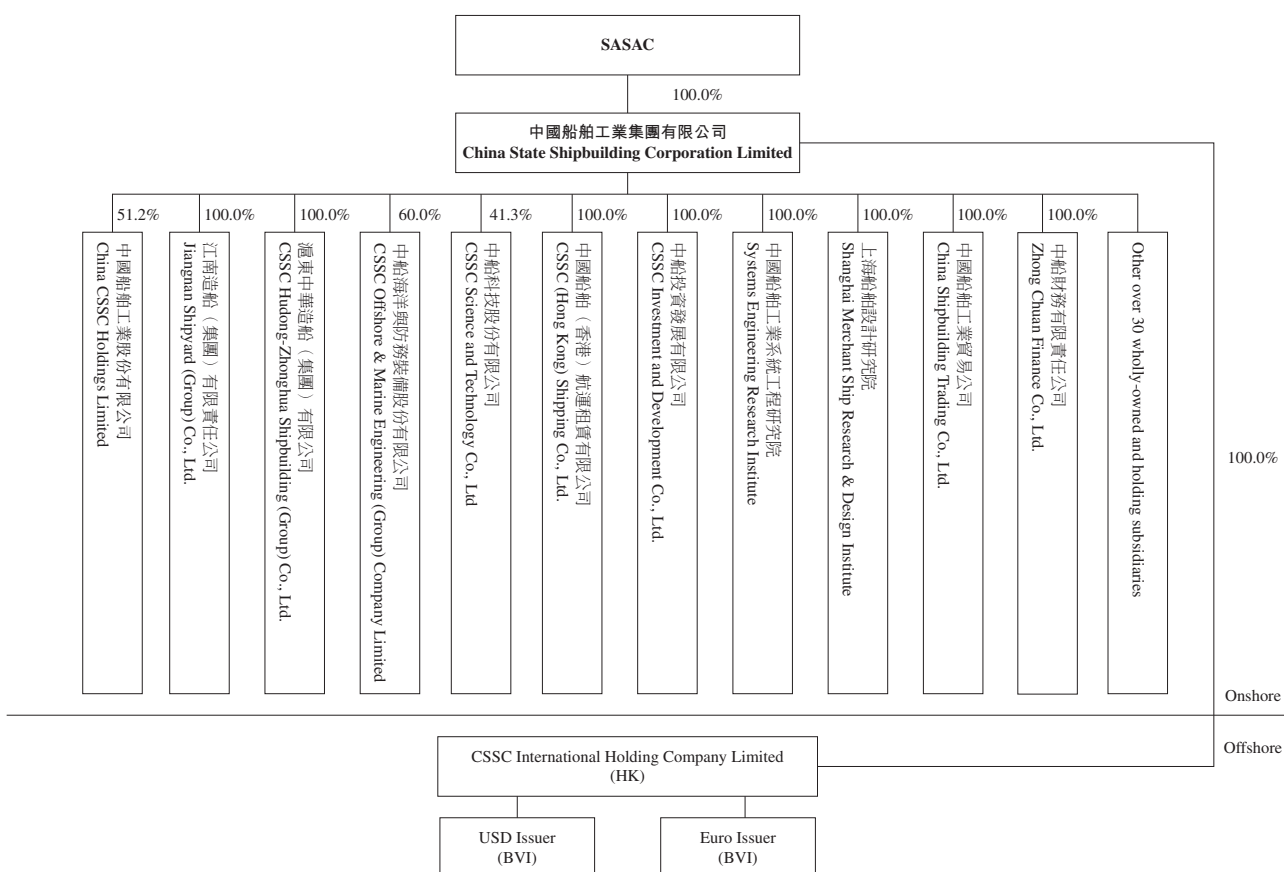 SASAC
100.0%
中國船舶工業集團有限公司
China State Shipbuilding Corporation Limited
51.2%
100.0%
100.0%
60.0%
41.3%
100.0%
100.0%
100.0%
100.0%
100.0%
100.0%
中國船舶工業股份有限公司
China CSSC Holdings Limited
江南造船（集團）有限責任公司
Jiangnan Shipyard (Group) Co., Ltd.
滬東中華造船（集團）有限公司
CSSC Hudong-Zhonghua Shipbuilding (Group) Co., Ltd.
中船海洋與防務裝備股份有限公司
CSSC Offshore & Marine Engineering (Group) Company Limited
中船科技股份有限公司
CSSC Science and Technology Co., Ltd
中國船舶（香港）航運租賃有限公司
CSSC (Hong Kong) Shipping Co., Ltd.
中船投資發展有限公司
CSSC Investment and Development Co., Ltd.
中國船舶工業系統工程研究院
Systems Engineering Research Institute
上海船舶設計研究院
Shanghai Merchant Ship Research & Design Institute
中國船舶工業貿易公司
China Shipbuilding Trading Co., Ltd.
中船財務有限責任公司
Zhong Chuan Finance Co., Ltd.
Other over 30 wholly-owned and holding subsidiaries
100.0%
Onshore
Offshore
CSSC International Holding Company Limited
(HK)
USD Issuer
(BVI)
Euro Issuer
(BVI)